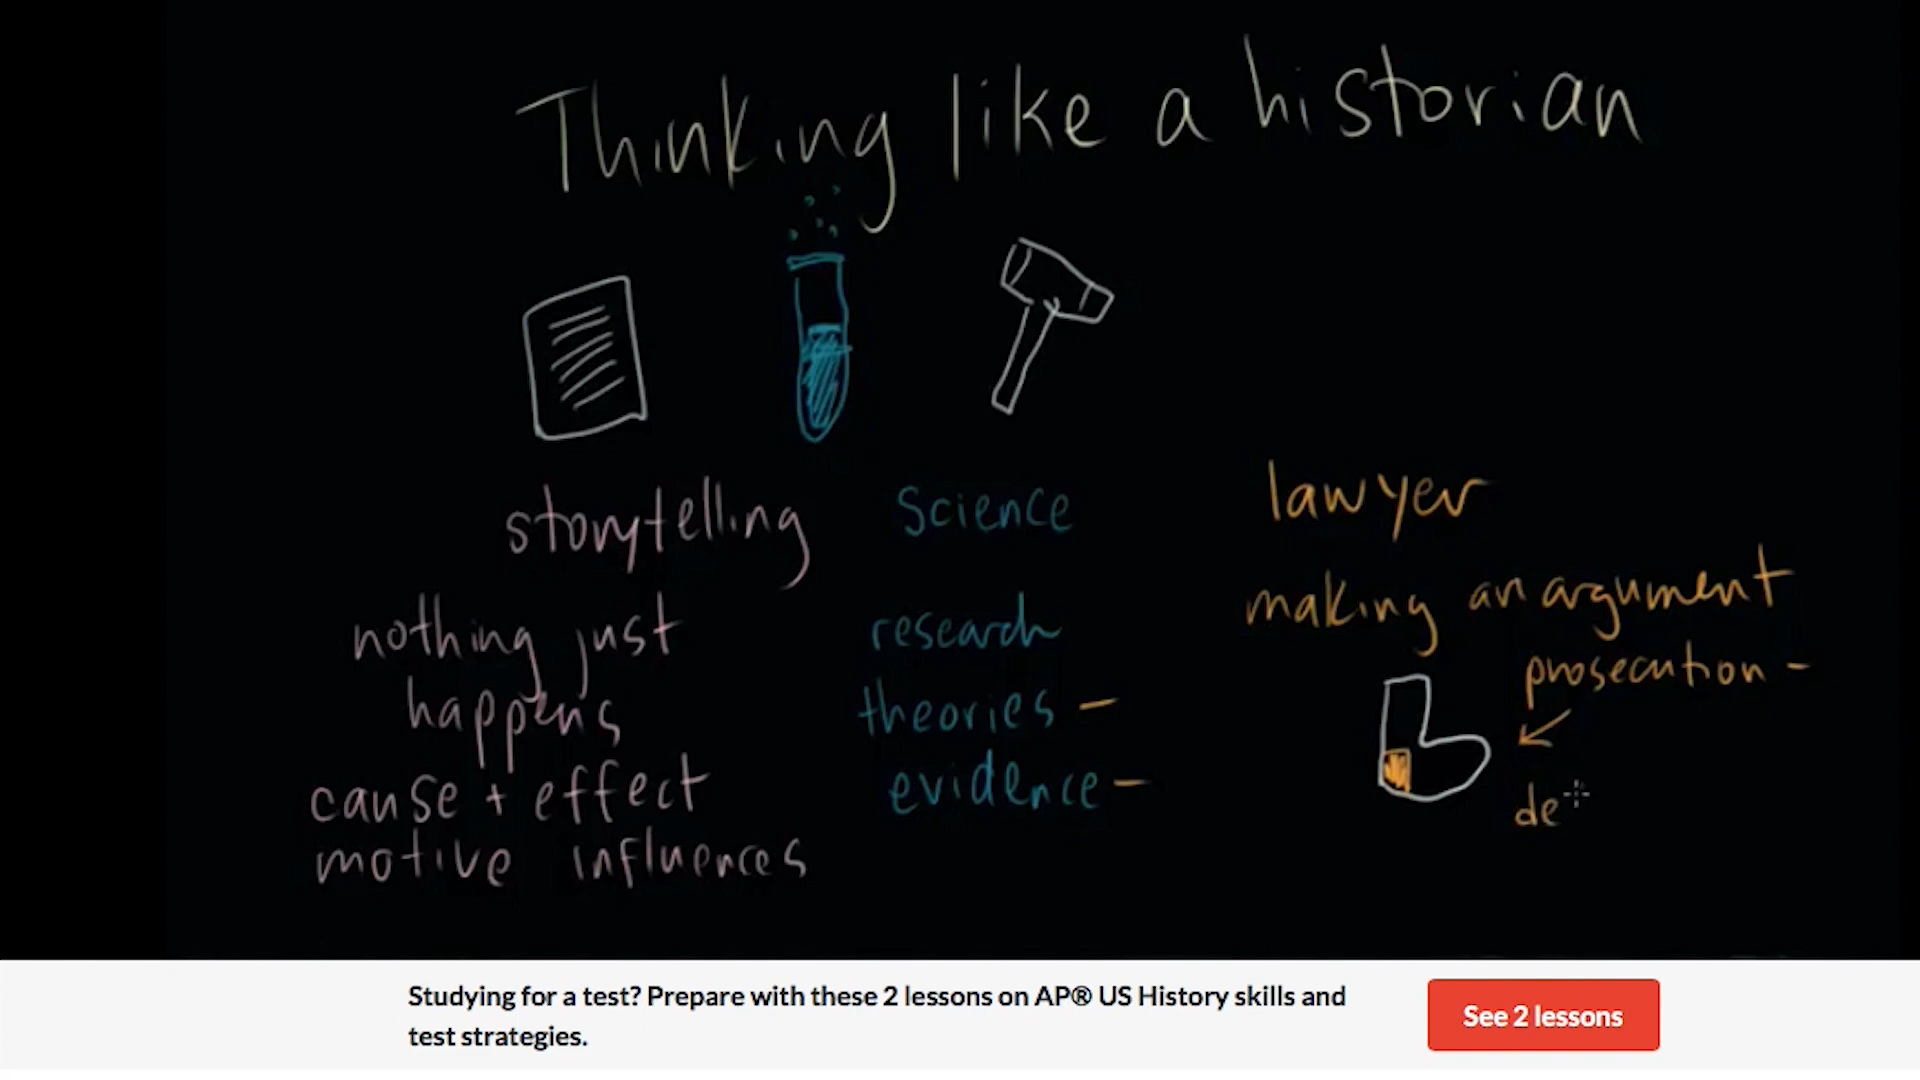 Thinking like a historian
storytelling
nothing just
happens
cause + effect
motive influences
Science
research
theories -
evidence -
lawyer
making an argument
prosecution -
de
Studying for a test? Prepare with these 2 lessons on AP® US History skills and
test strategies.
See 2 lessons